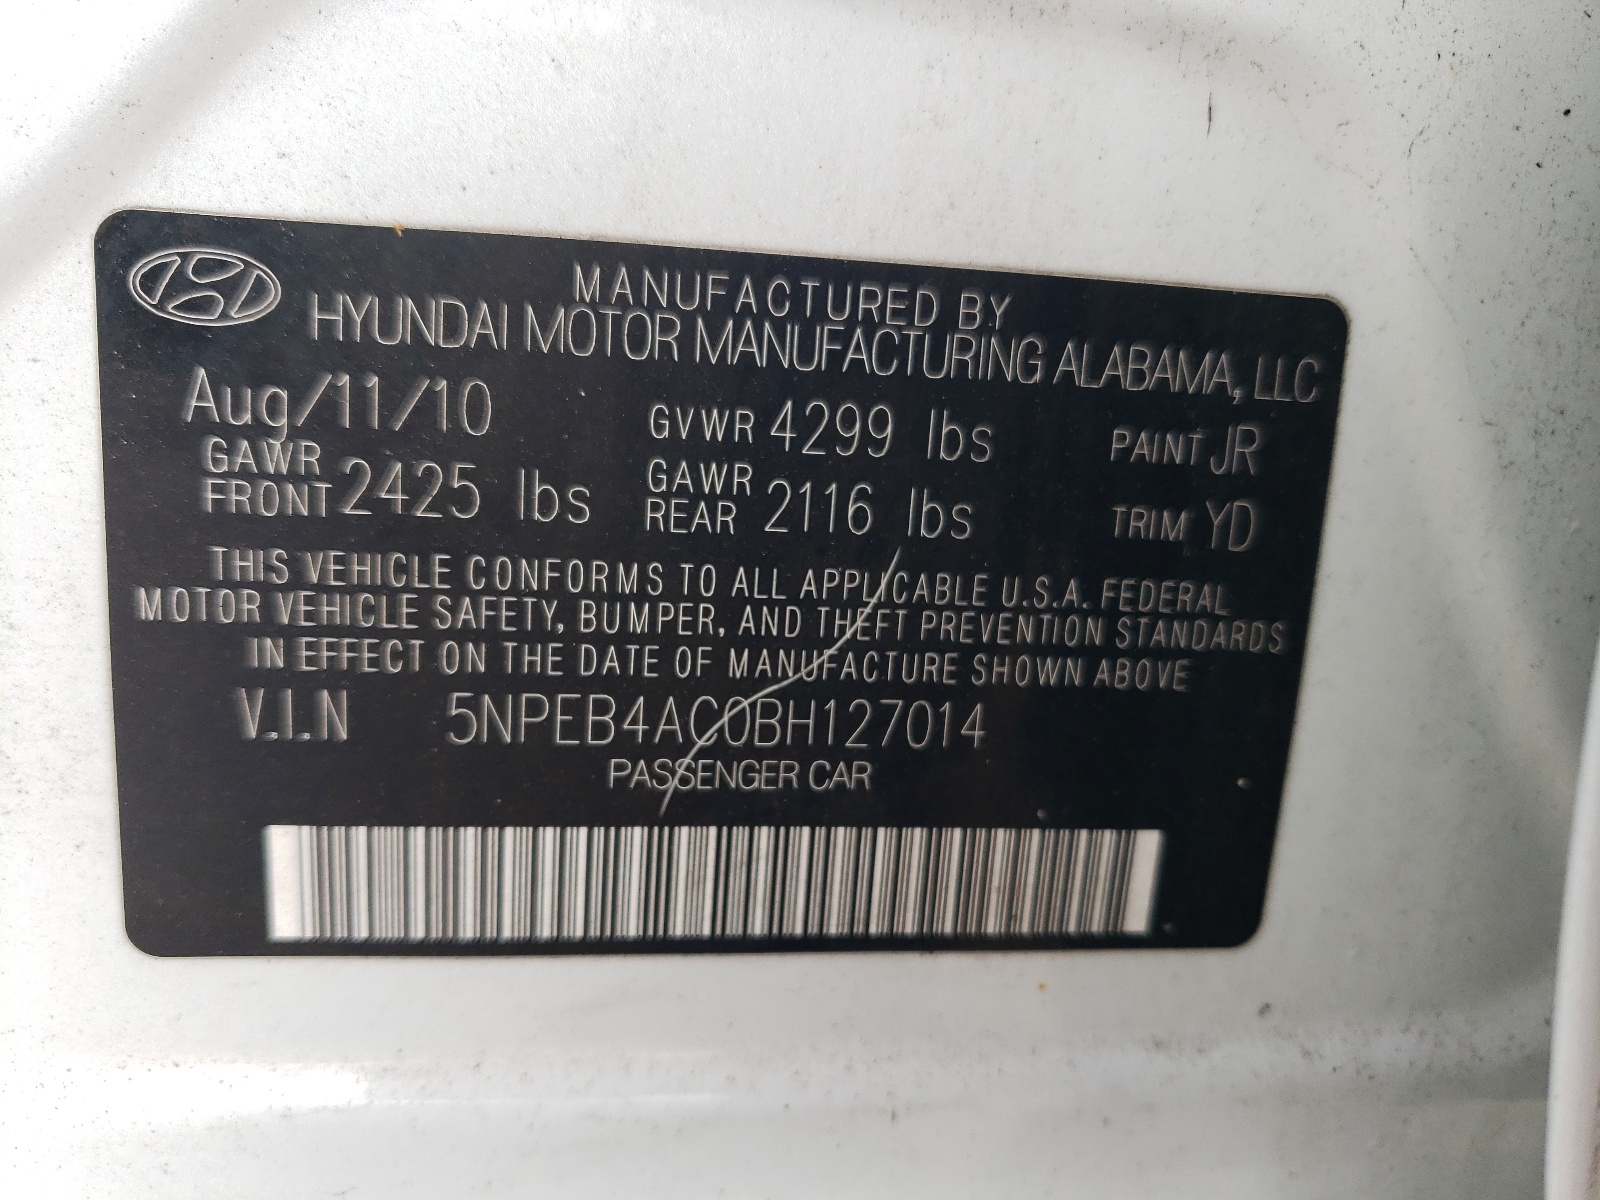 MANUFACTURED BY
HYUNDAI MOTOR MANUFACTURING ALABAMA, LLC
Aug/11/10 GVWR 4299 lbs PAINT JR
GAWR FRONT 2425 lbs GAWR REAR 2116 lbs TRIM YD
THIS VEHICLE CONFORMS TO ALL APPLICABLE U.S.A. FEDERAL
MOTOR VEHICLE SAFETY, BUMPER, AND THEFT PREVENTION STANDARDS
IN EFFECT ON THE DATE OF MANUFACTURE SHOWN ABOVE
V.I.N 5NPEB4AC0BH127014
PASSENGER CAR